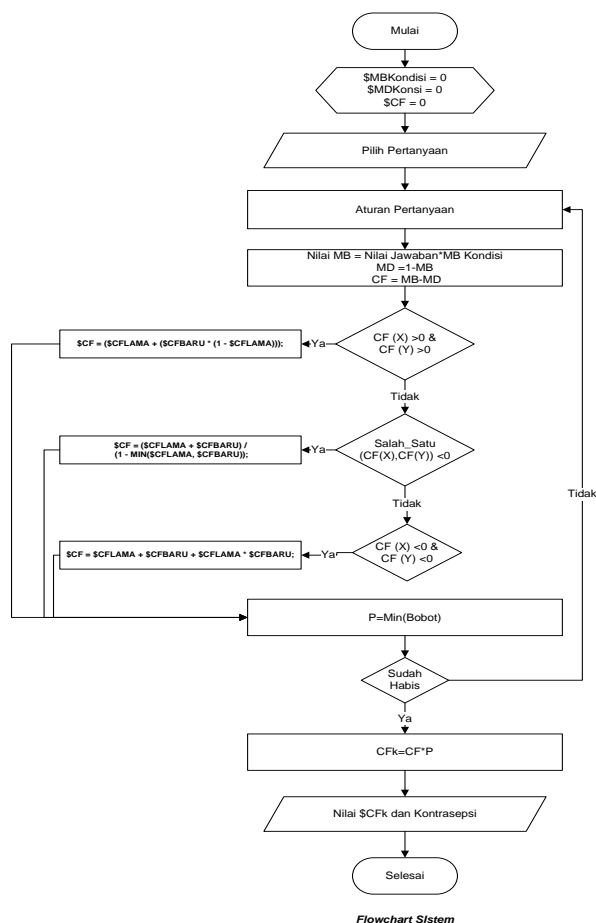 Mulai
$MBKondisi = 0
$MDKonsi = 0
$CF = 0
Pilih Pertanyaan
Aturan Pertanyaan
Nilai MB = Nilai Jawaban*MB Kondisi
MD =1-MB
CF = MB-MD
$CF = ($CFLAMA + ($CFBARU * (1 - $CFLAMA)));
Ya
CF (X) >0 &
CF (Y) >0
Tidak
$CF = ($CFLAMA + $CFBARU) /
(1 - MIN($CFLAMA, $CFBARU));
Ya
Salah_Satu
(CF(X),CF(Y)) <0
Tidak
Tidak
$CF = $CFLAMA + $CFBARU + $CFLAMA * $CFBARU;
Ya
CF (X) <0 &
CF (Y) <0
P=Min(Bobot)
Sudah
Habis
Ya
CFk=CF*P
Nilai $CFk dan Kontrasepsi
Selesai
Flowchart SIstem